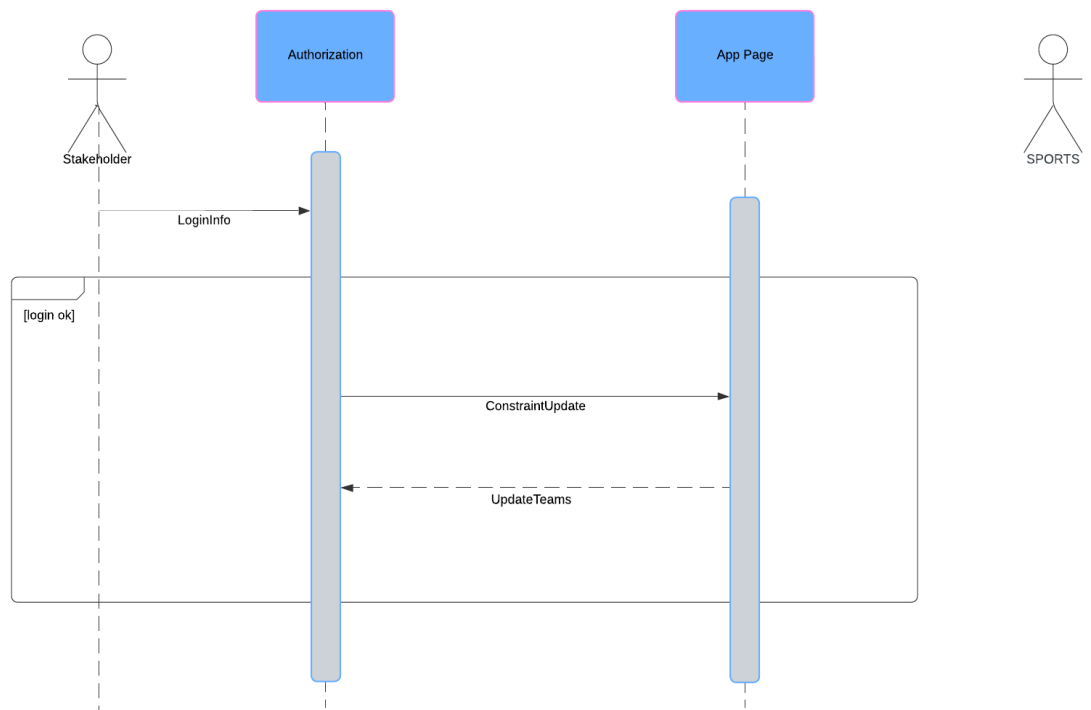 Authorization
App Page
Stakeholder
SPORTS
LoginInfo
[login ok]
ConstraintUpdate
UpdateTeams